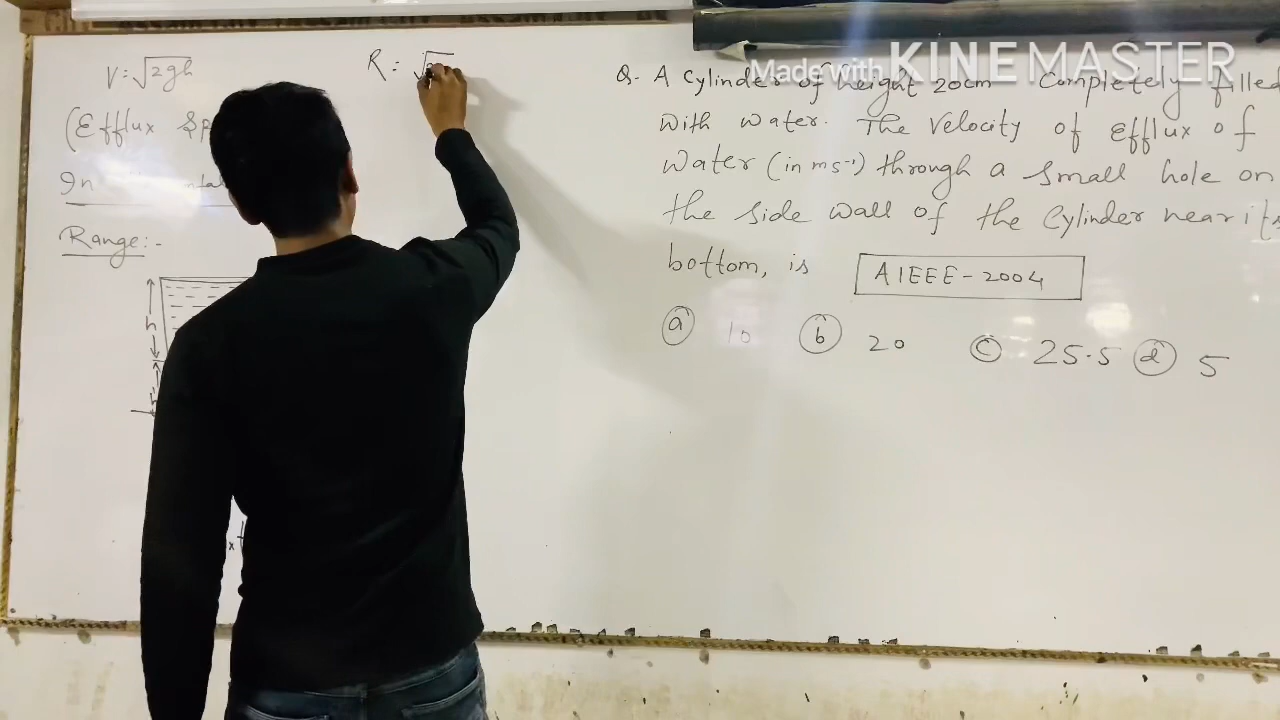 V = √2gh
(Efflux
In
Range:-
h
R = √
Q. A Cylinder of height 20cm Completely filled
with water. The Velocity of Efflux of
Water (in ms⁻¹) through a small hole on
the side wall of the Cylinder near its
bottom, is AIEEE-2004
(a) 10 (b) 20 (c) 25.5 (d) 5
Made with KINEMASTER